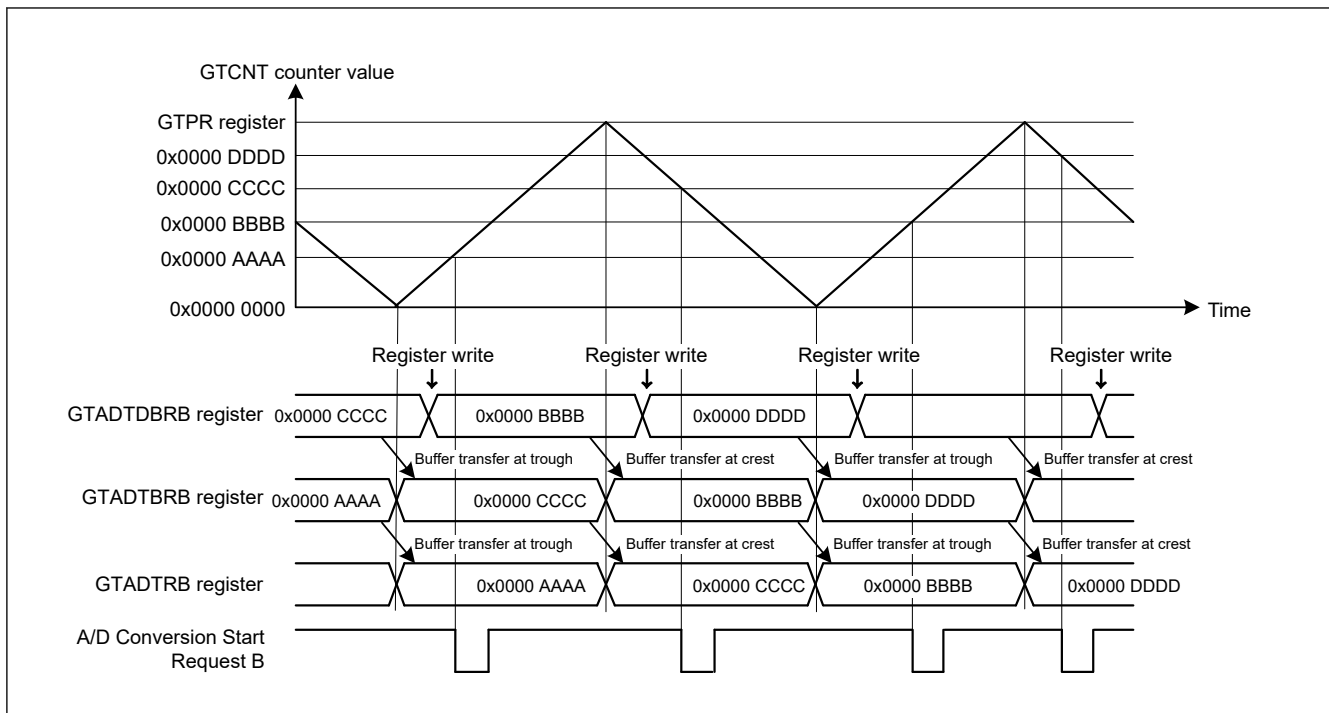 GTCNT counter value
GTPR register
0x0000 DDDD
0x0000 CCCC
0x0000 BBBB
0x0000 AAAA
0x0000 0000
Time
Register write Register write Register write Register write
GTADTDBRB register 0x0000 CCCC 0x0000 BBBB 0x0000 DDDD
Buffer transfer at trough Buffer transfer at crest Buffer transfer at trough Buffer transfer at crest
GTADTBRB register 0x0000 AAAA 0x0000 CCCC 0x0000 BBBB 0x0000 DDDD
Buffer transfer at trough Buffer transfer at crest Buffer transfer at trough Buffer transfer at crest
GTADTRB register 0x0000 AAAA 0x0000 CCCC 0x0000 BBBB 0x0000 DDDD
A/D Conversion Start
Request B